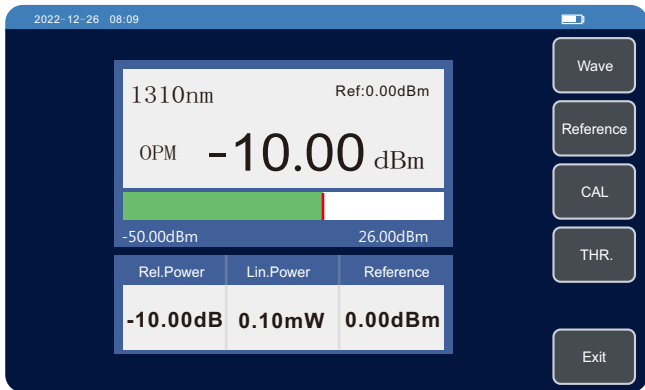 2022-12-26 08:09
1310nm
Ref:0.00dBm
OPM -10.00 dBm
-50.00dBm
26.00dBm
Rel.Power
Lin.Power
Reference
-10.00dB
0.10mW
0.00dBm
Wave
Reference
CAL
THR.
Exit